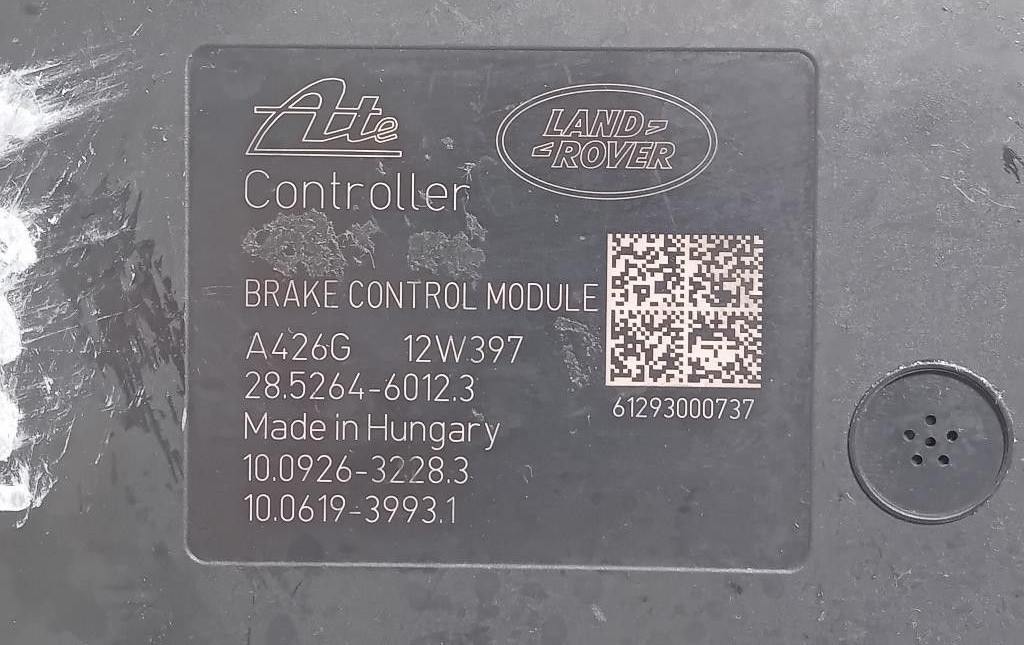 Ate
LAND
ROVER
Controller
BRAKE CONTROL MODULE
A426G 12W397
28.5264-6012.3
61293000737
Made in Hungary
10.0926-3228.3
10.0619-3993.1